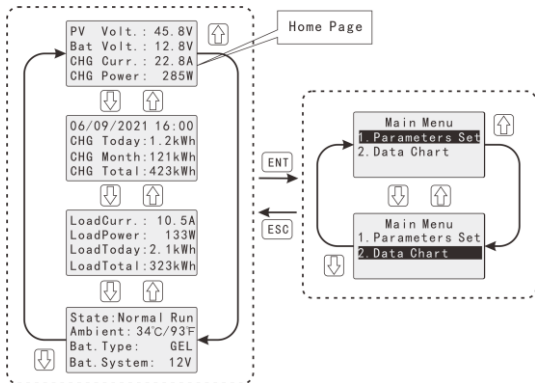 PV Volt.: 45.8V
Bat Volt.: 12.8V
CHG Curr.: 22.8A
CHG Power: 285W
Home Page
06/09/2021 16:00
CHG Today:1.2kWh
CHG Month:121kWh
CHG Total:423kWh
LoadCurr.: 10.5A
LoadPower: 133W
LoadToday:2.1kWh
LoadTotal:323kWh
State:Normal Run
Ambient: 34℃/93℉
Bat.Type: GEL
Bat.System: 12V
ENT
ESC
Main Menu
1.Parameters Set
2.Data Chart
Main Menu
1.Parameters Set
2.Data Chart